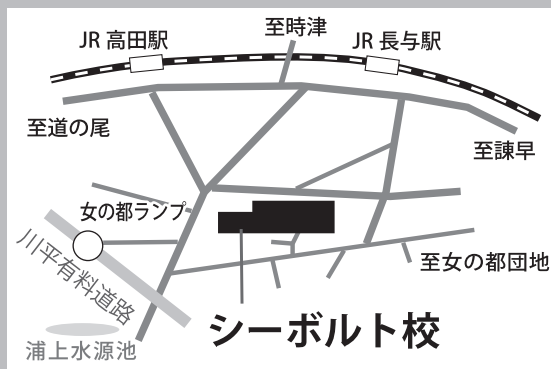 至時津
JR 高田駅
JR 長与駅
至道の尾
至諫早
女の都ランプ
川平有料道路
至女の都団地
シーボルト校
浦上水源池